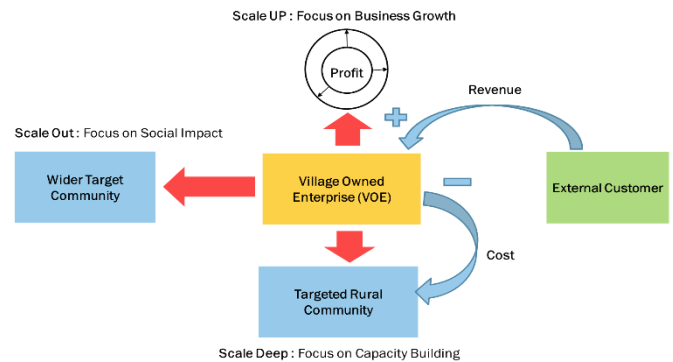 Scale UP : Focus on Business Growth
Profit
Revenue
Scale Out : Focus on Social Impact
Wider Target
Community
Village Owned
Enterprise (VOE)
External Customer
Cost
Targeted Rural
Community
Scale Deep : Focus on Capacity Building